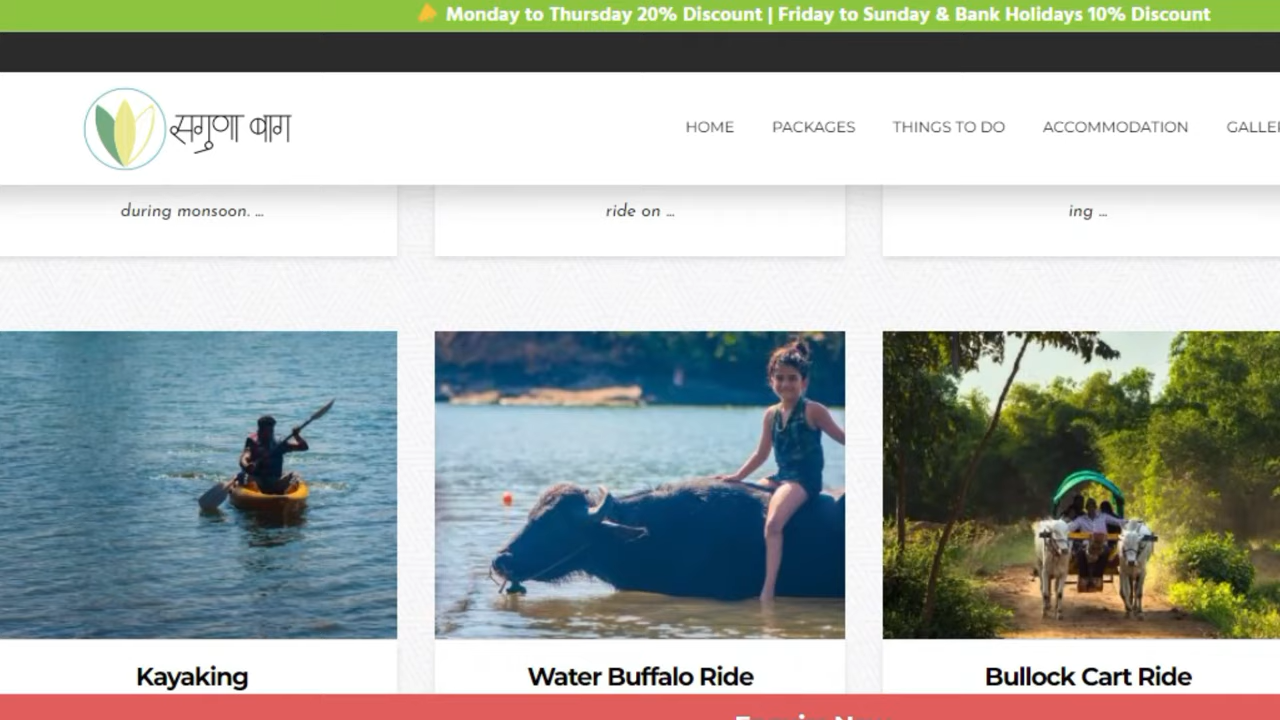 Monday to Thursday 20% Discount | Friday to Sunday & Bank Holidays 10% Discount
सगुणा बाग
HOME PACKAGES THINGS TO DO ACCOMMODATION
during monsoon. ...
ride on ...
ing ...
Kayaking
Water Buffalo Ride
Bullock Cart Ride